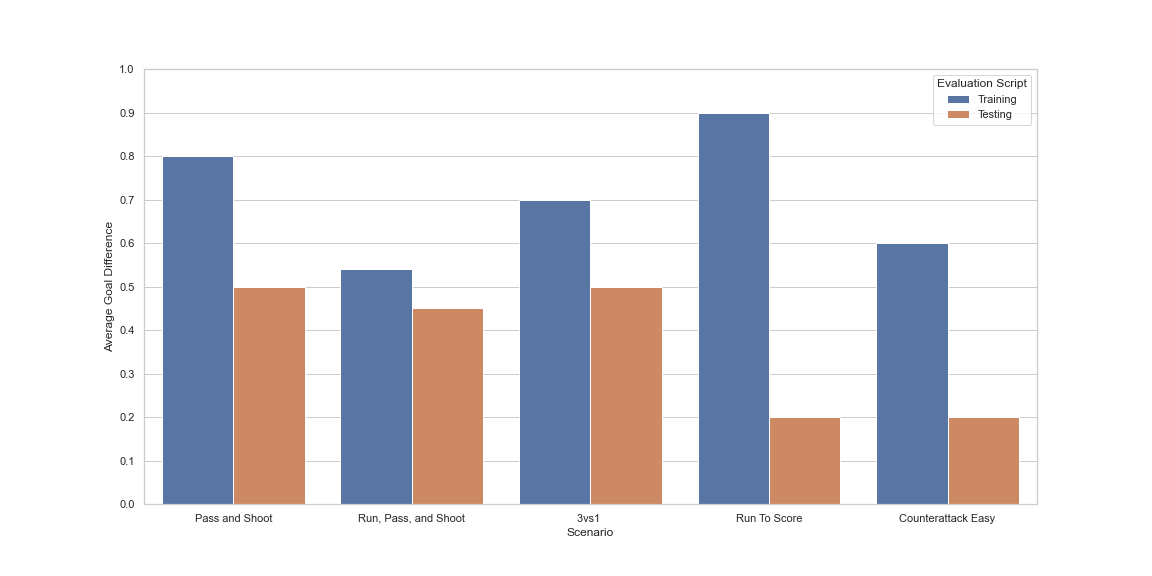 Evaluation Script
Training
Testing
1.0
0.9
0.8
0.7
0.6
0.5
0.4
0.3
0.2
0.1
0.0
Average Goal Difference
Pass and Shoot
Run, Pass, and Shoot
3vs1
Run To Score
Counterattack Easy
Scenario